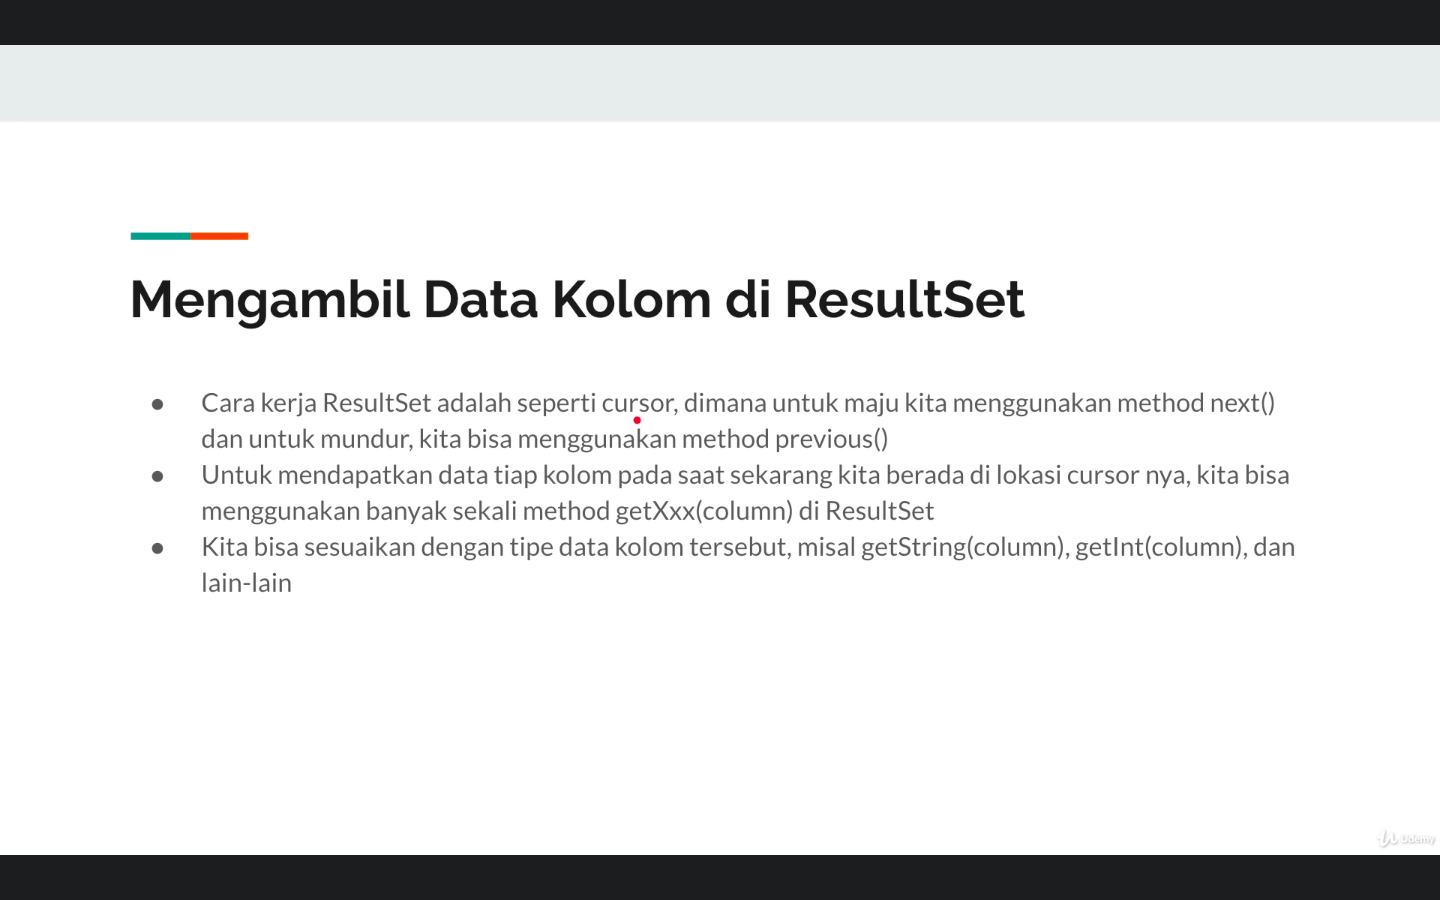 Mengambil Data Kolom di ResultSet
● Cara kerja ResultSet adalah seperti cursor, dimana untuk maju kita menggunakan method next()
dan untuk mundur, kita bisa menggunakan method previous()
● Untuk mendapatkan data tiap kolom pada saat sekarang kita berada di lokasi cursor nya, kita bisa
menggunakan banyak sekali method getXxx(column) di ResultSet
● Kita bisa sesuaikan dengan tipe data kolom tersebut, misal getString(column), getInt(column), dan
lain-lain
Udemy